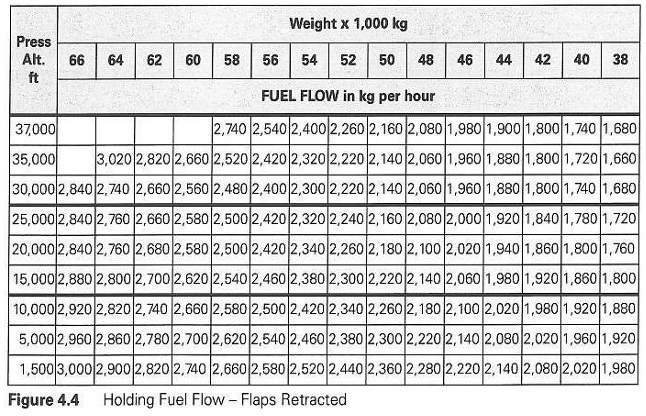 Weight x 1,000 kg
Press
Alt.
ft
66 64 62 60 58 56 54 52 50 48 46 44 42 40 38
FUEL FLOW in kg per hour
37,000 2,740 2,540 2,400 2,260 2,160 2,080 1,980 1,900 1,800 1,740 1,680
35,000 3,020 2,820 2,660 2,520 2,420 2,320 2,220 2,140 2,060 1,960 1,880 1,800 1,720 1,660
30,000 2,840 2,740 2,660 2,560 2,480 2,400 2,300 2,220 2,140 2,060 1,960 1,880 1,800 1,740 1,680
25,000 2,840 2,760 2,660 2,580 2,500 2,420 2,320 2,240 2,160 2,080 2,000 1,920 1,840 1,780 1,720
20,000 2,840 2,760 2,680 2,580 2,500 2,420 2,340 2,260 2,180 2,100 2,020 1,940 1,860 1,800 1,760
15,000 2,880 2,800 2,700 2,620 2,540 2,460 2,380 2,300 2,220 2,140 2,060 1,980 1,920 1,860 1,800
10,000 2,920 2,820 2,740 2,660 2,580 2,500 2,420 2,340 2,260 2,180 2,100 2,020 1,980 1,920 1,880
5,000 2,960 2,860 2,780 2,700 2,620 2,540 2,460 2,380 2,300 2,220 2,140 2,080 2,020 1,960 1,920
1,500 3,000 2,900 2,820 2,740 2,660 2,580 2,520 2,440 2,360 2,280 2,220 2,140 2,080 2,020 1,980
Figure 4.4 Holding Fuel Flow – Flaps Retracted